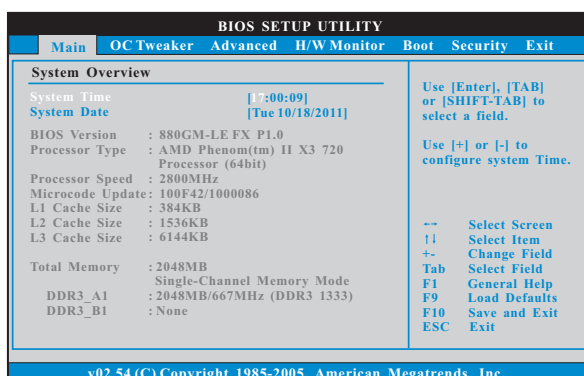 BIOS SETUP UTILITY
Main OC Tweaker Advanced H/W Monitor Boot Security Exit
System Overview
System Time [17:00:09]
System Date [Tue 10/18/2011]
BIOS Version : 880GM-LE FX P1.0
Processor Type : AMD Phenom(tm) II X3 720
Processor (64bit)
Processor Speed : 2800MHz
Microcode Update : 100F42/1000086
L1 Cache Size : 384KB
L2 Cache Size : 1536KB
L3 Cache Size : 6144KB
Total Memory : 2048MB
Single-Channel Memory Mode
DDR3_A1 : 2048MB/667MHz (DDR3 1333)
DDR3_B1 : None
Use [Enter], [TAB]
or [SHIFT-TAB] to
select a field.
Use [+] or [-] to
configure system Time.
←→ Select Screen
↑↓ Select Item
+- Change Field
Tab Select Field
F1 General Help
F9 Load Defaults
F10 Save and Exit
ESC Exit
v02.54 (C) Copyright 1985-2005, American Megatrends, Inc.